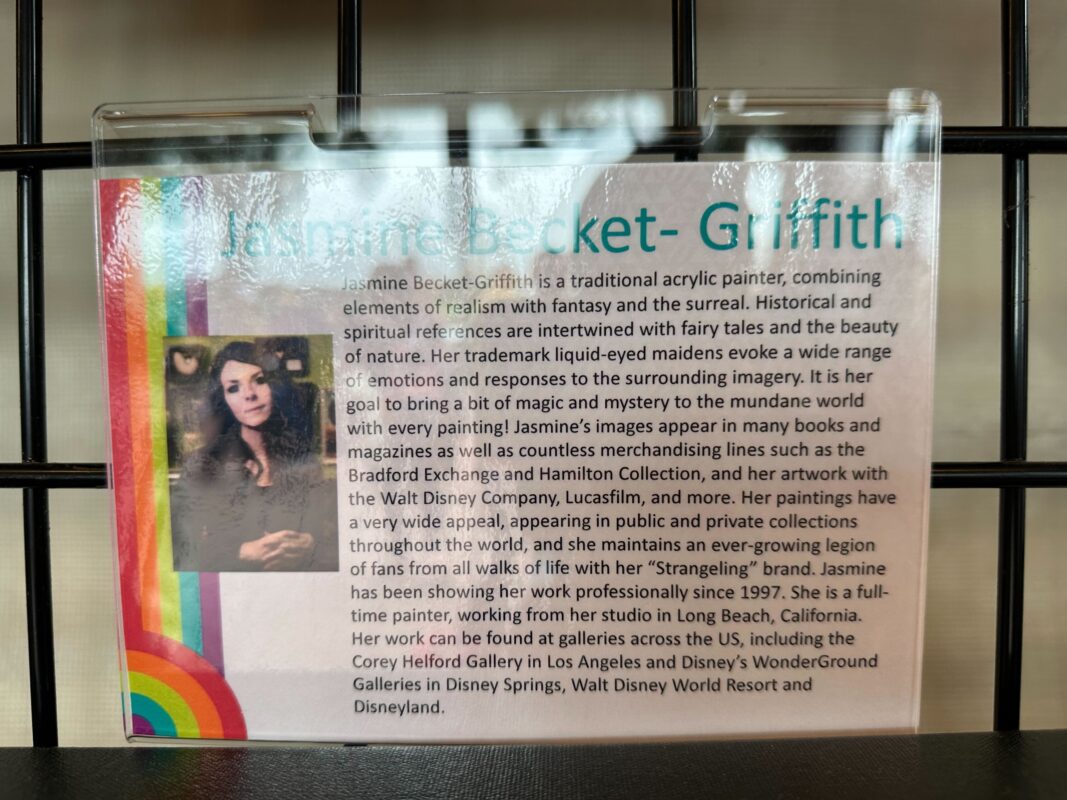 Jasmine Becket- Griffith
Jasmine Becket-Griffith is a traditional acrylic painter, combining
elements of realism with fantasy and the surreal. Historical and
spiritual references are intertwined with fairy tales and the beauty
of nature. Her trademark liquid-eyed maidens evoke a wide range
of emotions and responses to the surrounding imagery. It is her
goal to bring a bit of magic and mystery to the mundane world
with every painting! Jasmine’s images appear in many books and
magazines as well as countless merchandising lines such as the
Bradford Exchange and Hamilton Collection, and her artwork with
the Walt Disney Company, Lucasfilm, and more. Her paintings have
a very wide appeal, appearing in public and private collections
throughout the world, and she maintains an ever-growing legion
of fans from all walks of life with her “Strangeling” brand. Jasmine
has been showing her work professionally since 1997. She is a full-
time painter, working from her studio in Long Beach, California.
Her work can be found at galleries across the US, including the
Corey Helford Gallery in Los Angeles and Disney’s WonderGround
Galleries in Disney Springs, Walt Disney World Resort and
Disneyland.